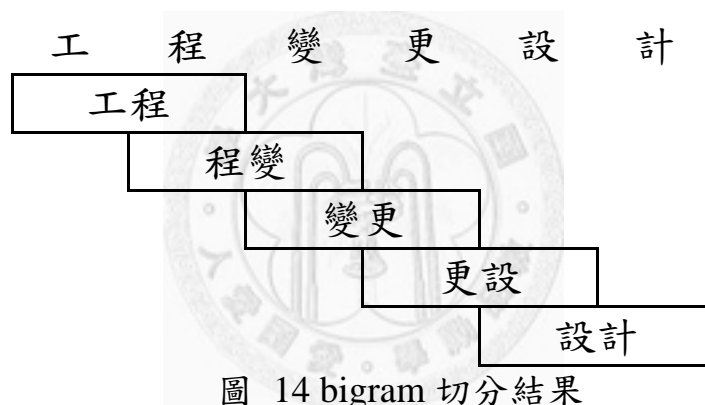 工 程 變 更 設 計
工程
程變
變更
更設
設計
圖 14 bigram 切分結果